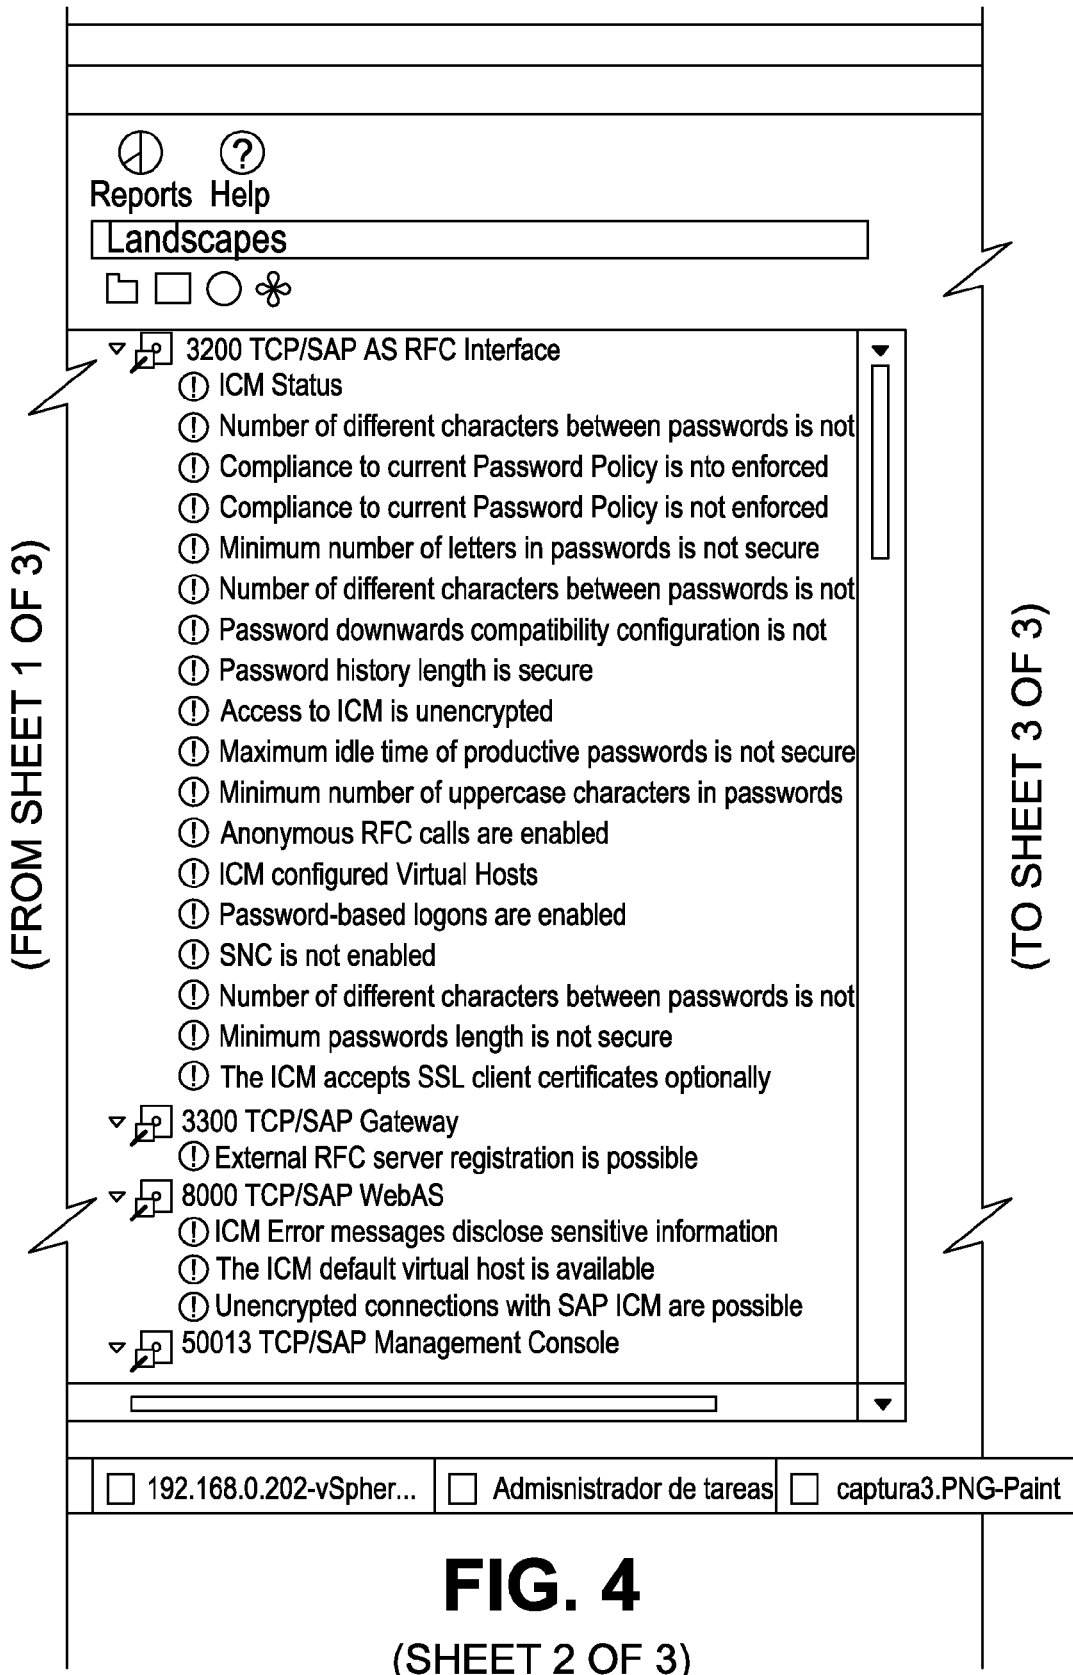 Reports Help
Landscapes
3200 TCP/SAP AS RFC Interface
ICM Status
Number of different characters between passwords is not
Compliance to current Password Policy is nto enforced
Compliance to current Password Policy is not enforced
Minimum number of letters in passwords is not secure
Number of different characters between passwords is not
Password downwards compatibility configuration is not
Password history length is secure
Access to ICM is unencrypted
Maximum idle time of productive passwords is not secure
Minimum number of uppercase characters in passwords
Anonymous RFC calls are enabled
ICM configured Virtual Hosts
Password-based logons are enabled
SNC is not enabled
Number of different characters between passwords is not
Minimum passwords length is not secure
The ICM accepts SSL client certificates optionally
3300 TCP/SAP Gateway
External RFC server registration is possible
8000 TCP/SAP WebAS
ICM Error messages disclose sensitive information
The ICM default virtual host is available
Unencrypted connections with SAP ICM are possible
50013 TCP/SAP Management Console
(FROM SHEET 1 OF 3)
(TO SHEET 3 OF 3)
192.168.0.202-vSpher...
Admisnistrador de tareas
captura3.PNG-Paint
FIG. 4
(SHEET 2 OF 3)